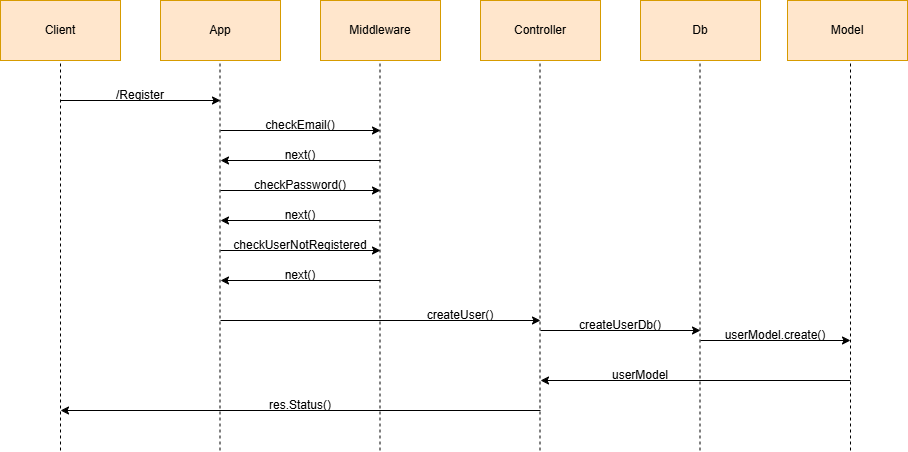 Client
App
Middleware
Controller
Db
Model
/Register
checkEmail()
next()
checkPassword()
next()
checkUserNotRegistered
next()
createUser()
createUserDb()
userModel.create()
userModel
res.Status()